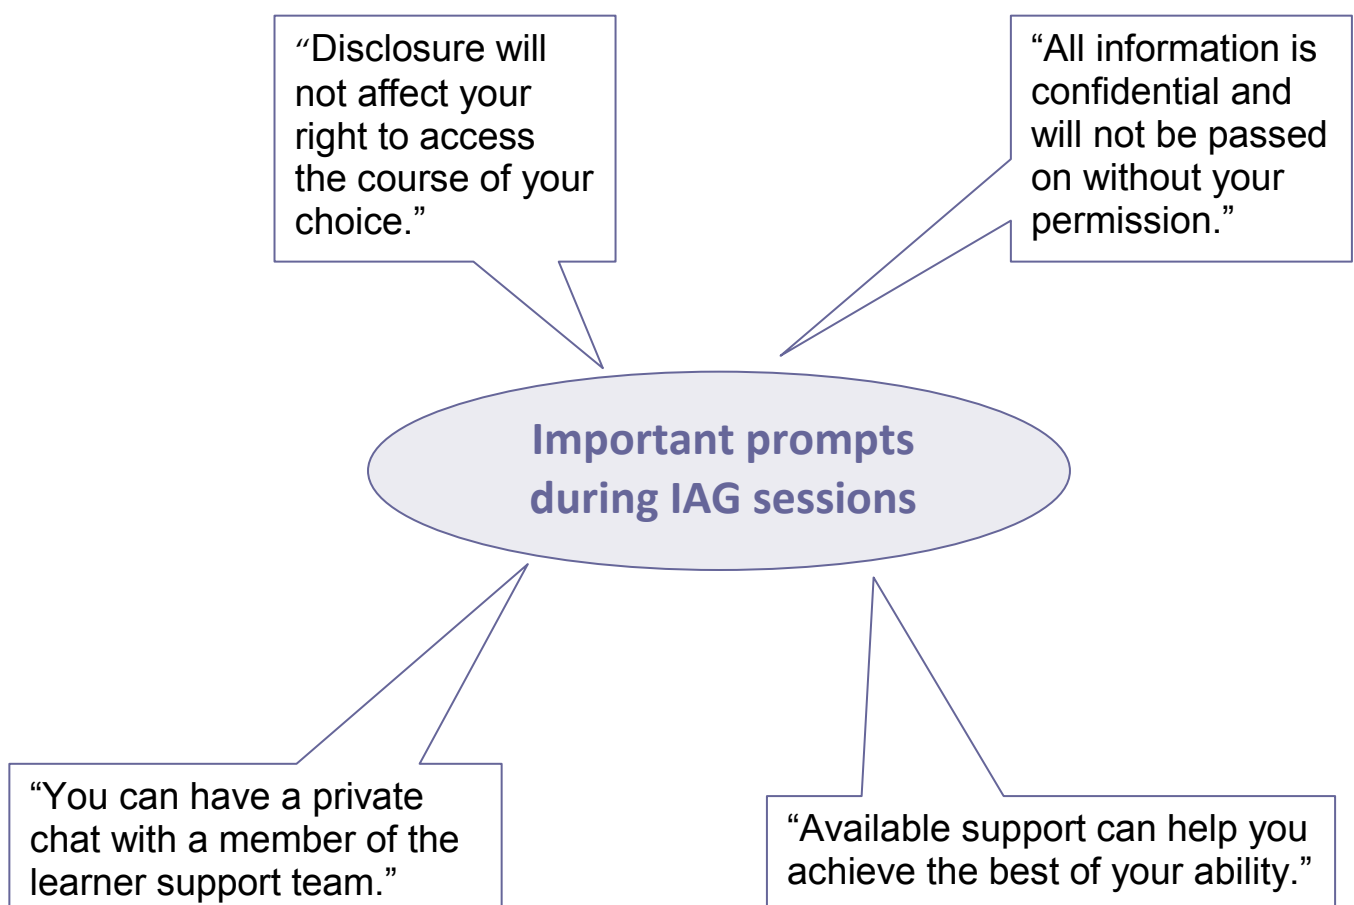 “Disclosure will
not affect your
right to access
the course of your
choice.”
“All information is
confidential and
will not be passed
on without your
permission.”
Important prompts
during IAG sessions
“You can have a private
chat with a member of the
learner support team.”
“Available support can help you
achieve the best of your ability.”